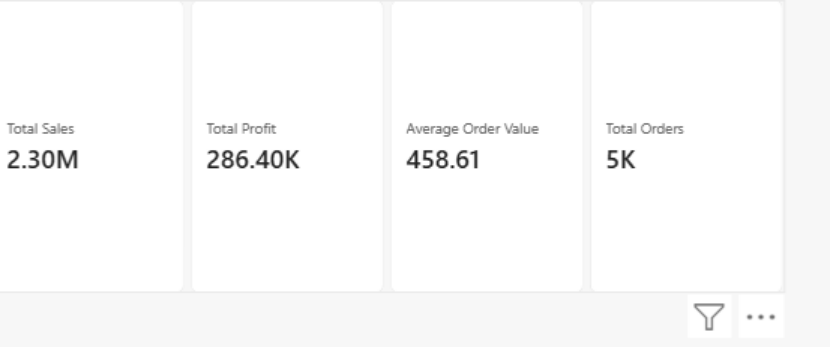 Total Sales
2.30M
Total Profit
286.40K
Average Order Value
458.61
Total Orders
5K